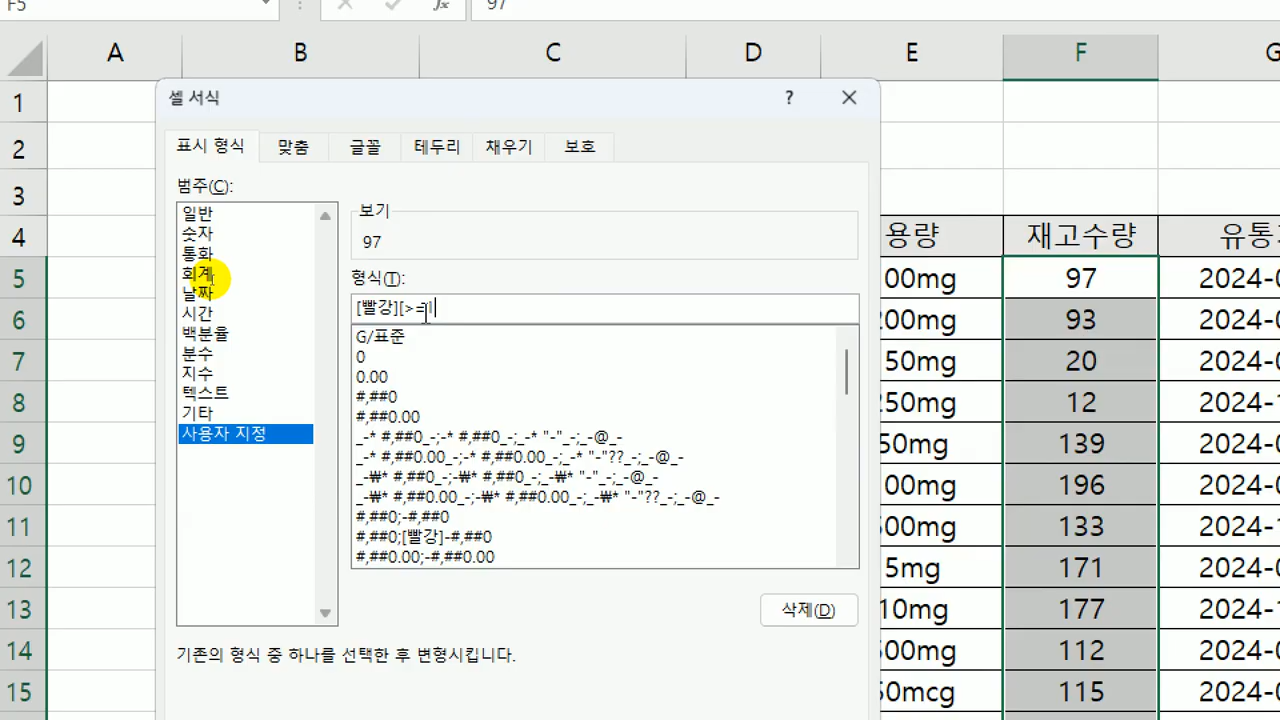 F5 fx 97
A B C D E F G
셀 서식 ?
표시 형식 맞춤 글꼴 테두리 채우기 보호
범주(C):
일반
숫자
통화
회계
날짜
시간
백분율
분수
지수
텍스트
기타
사용자 지정
보기
97
형식(T):
[빨강][>=
G/표준
0
0.00
#,##0
#,##0.00
_-* #,##0_-;-* #,##0_-;_-* "-"_-;_-@_-
_-* #,##0.00_-;-* #,##0.00_-;_-* "-"??_-;_-@_-
_-₩* #,##0_-;-₩* #,##0_-;_-₩* "-"_-;_-@_-
_-₩* #,##0.00_-;-₩* #,##0.00_-;_-₩* "-"??_-;_-@_-
#,##0;-#,##0
#,##0;[빨강]-#,##0
#,##0.00;-#,##0.00
삭제(D)
기존의 형식 중 하나를 선택한 후 변형시킵니다.
1
2
3
4 용량 재고수량 유통
5 00mg 97 2024-0
6 200mg 93 2024-0
7 50mg 20 2024-0
8 250mg 12 2024-1
9 50mg 139 2024-0
10 00mg 196 2024-0
11 500mg 133 2024-0
12 5mg 171 2024-0
13 10mg 177 2024-1
14 500mg 112 2024-0
15 50mcg 115 2024-0